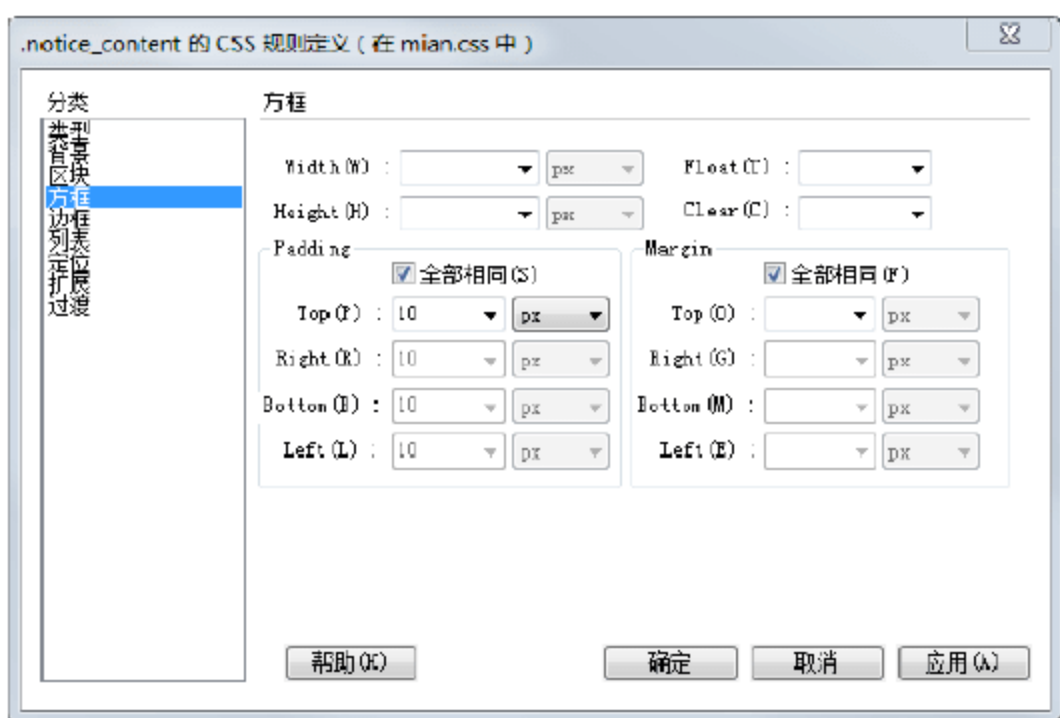 .notice_content 的 CSS 规则定义（在 mian.css 中）
分类
类型
背景
区块
方框
边框
列表
定位
扩展
过渡
方框
Width(W) : px Float(T) :
Height(H) : px Clear(C) :
Padding Margin
全部相同(S) 全部相同(F)
Top(P) : 10 px Top(O) : px
Right(R) : 10 px Right(G) : px
Bottom(B) : 10 px Bottom(M) : px
Left(L) : 10 px Left(E) : px
帮助(H) 确定 取消 应用(A)